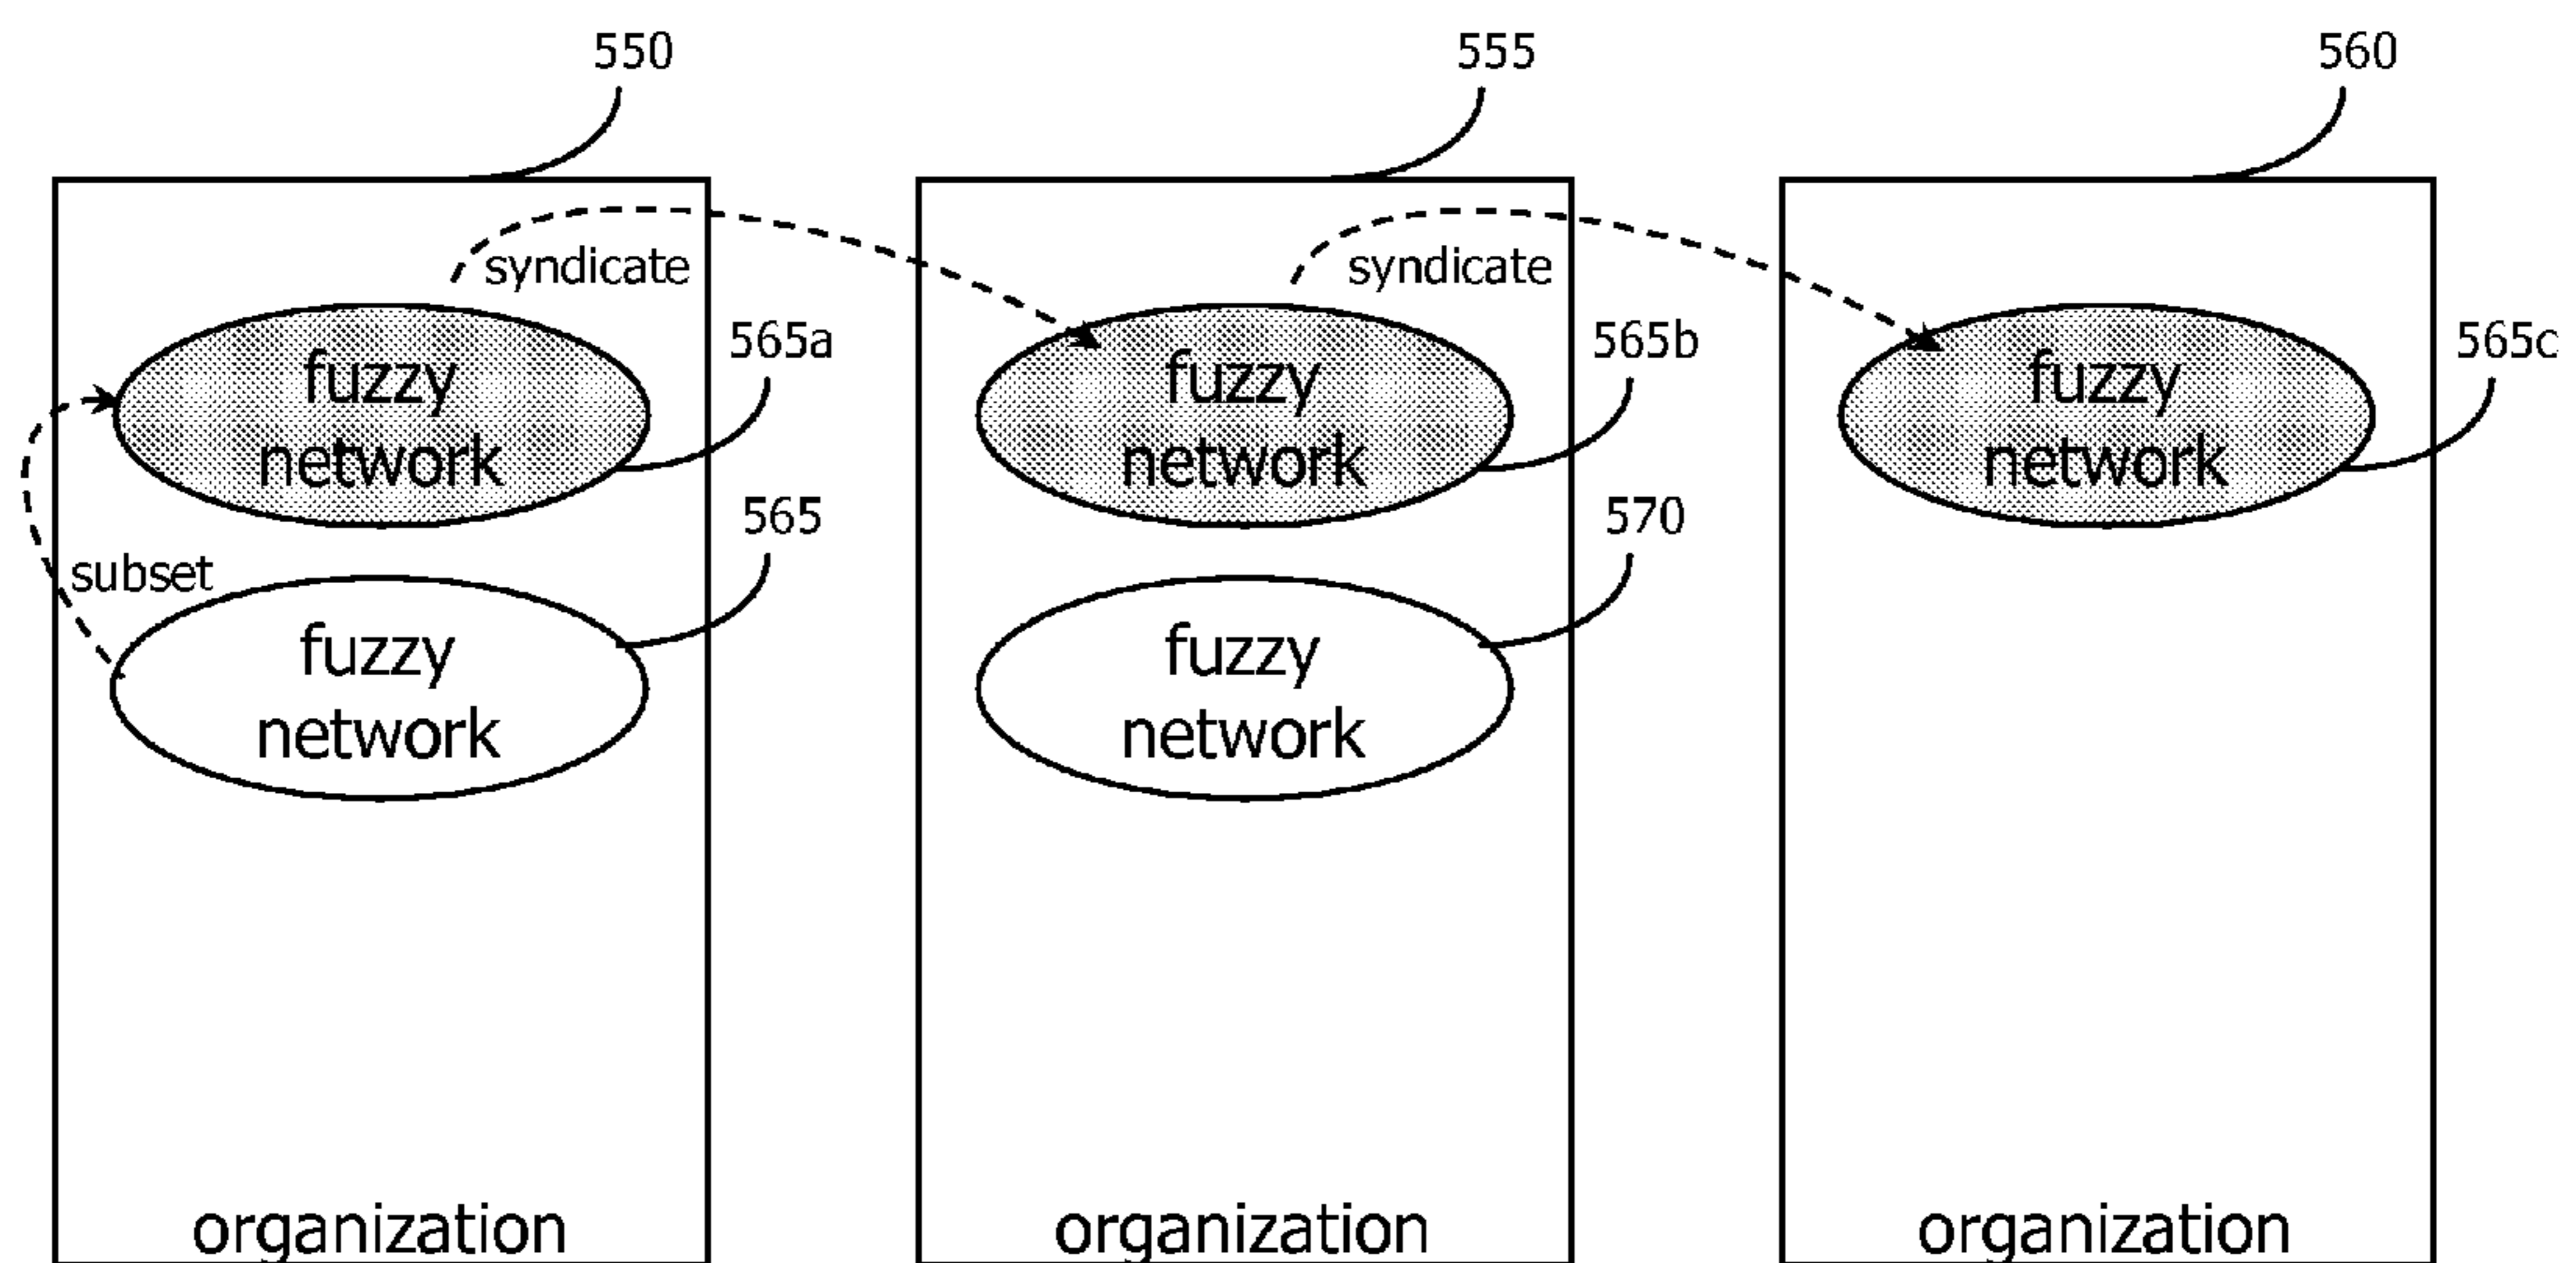 550
555
560
syndicate
syndicate
565a
565b
565c
fuzzy
network
fuzzy
network
fuzzy
network
565
570
subset
fuzzy
network
fuzzy
network
organization
organization
organization